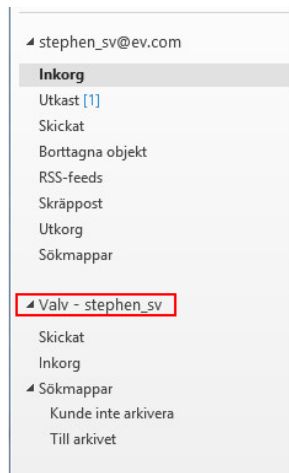 stephen_sv@ev.com
Inkorg
Utkast [1]
Skickat
Borttagna objekt
RSS-feeds
Skräppost
Utkorg
Sökmappar
Valv - stephen_sv
Skickat
Inkorg
Sökmappar
Kunde inte arkivera
Till arkivet